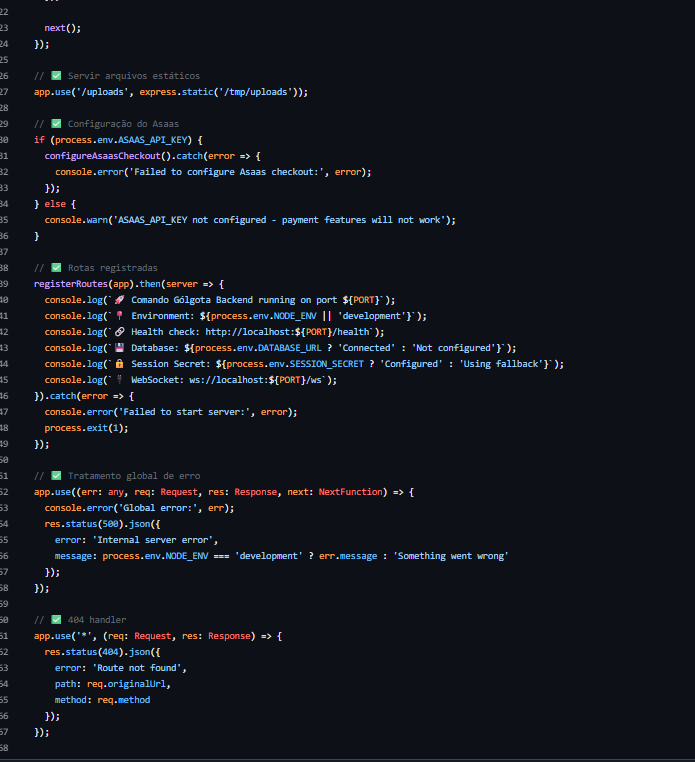 22
23 next();
24 });
25
26 // ✅ Servir arquivos estáticos
27 app.use('/uploads', express.static('/tmp/uploads'));
28
29 // ✅ Configuração do Asaas
30 if (process.env.ASAAS_API_KEY) {
31 configureAsaasCheckout().catch(error => {
32 console.error('Failed to configure Asaas checkout:', error);
33 });
34 } else {
35 console.warn('ASAAS_API_KEY not configured - payment features will not work');
36 }
37
38 // ✅ Rotas registradas
39 registerRoutes(app).then(server => {
40 console.log(`🚀 Comando Gólgota Backend running on port ${PORT}`);
41 console.log(`📍 Environment: ${process.env.NODE_ENV || 'development'}`);
42 console.log(`🔗 Health check: http://localhost:${PORT}/health`);
43 console.log(`💾 Database: ${process.env.DATABASE_URL ? 'Connected' : 'Not configured'}`);
44 console.log(`🔒 Session Secret: ${process.env.SESSION_SECRET ? 'Configured' : 'Using fallback'}`);
45 console.log(`🔌 WebSocket: ws://localhost:${PORT}/ws`);
46 }).catch(error => {
47 console.error('Failed to start server:', error);
48 process.exit(1);
49 });
50
51 // ✅ Tratamento global de erro
52 app.use((err: any, req: Request, res: Response, next: NextFunction) => {
53 console.error('Global error:', err);
54 res.status(500).json({
55 error: 'Internal server error',
56 message: process.env.NODE_ENV === 'development' ? err.message : 'Something went wrong'
57 });
58 });
59
60 // ✅ 404 handler
61 app.use('*', (req: Request, res: Response) => {
62 res.status(404).json({
63 error: 'Route not found',
64 path: req.originalUrl,
65 method: req.method
66 });
67 });
68